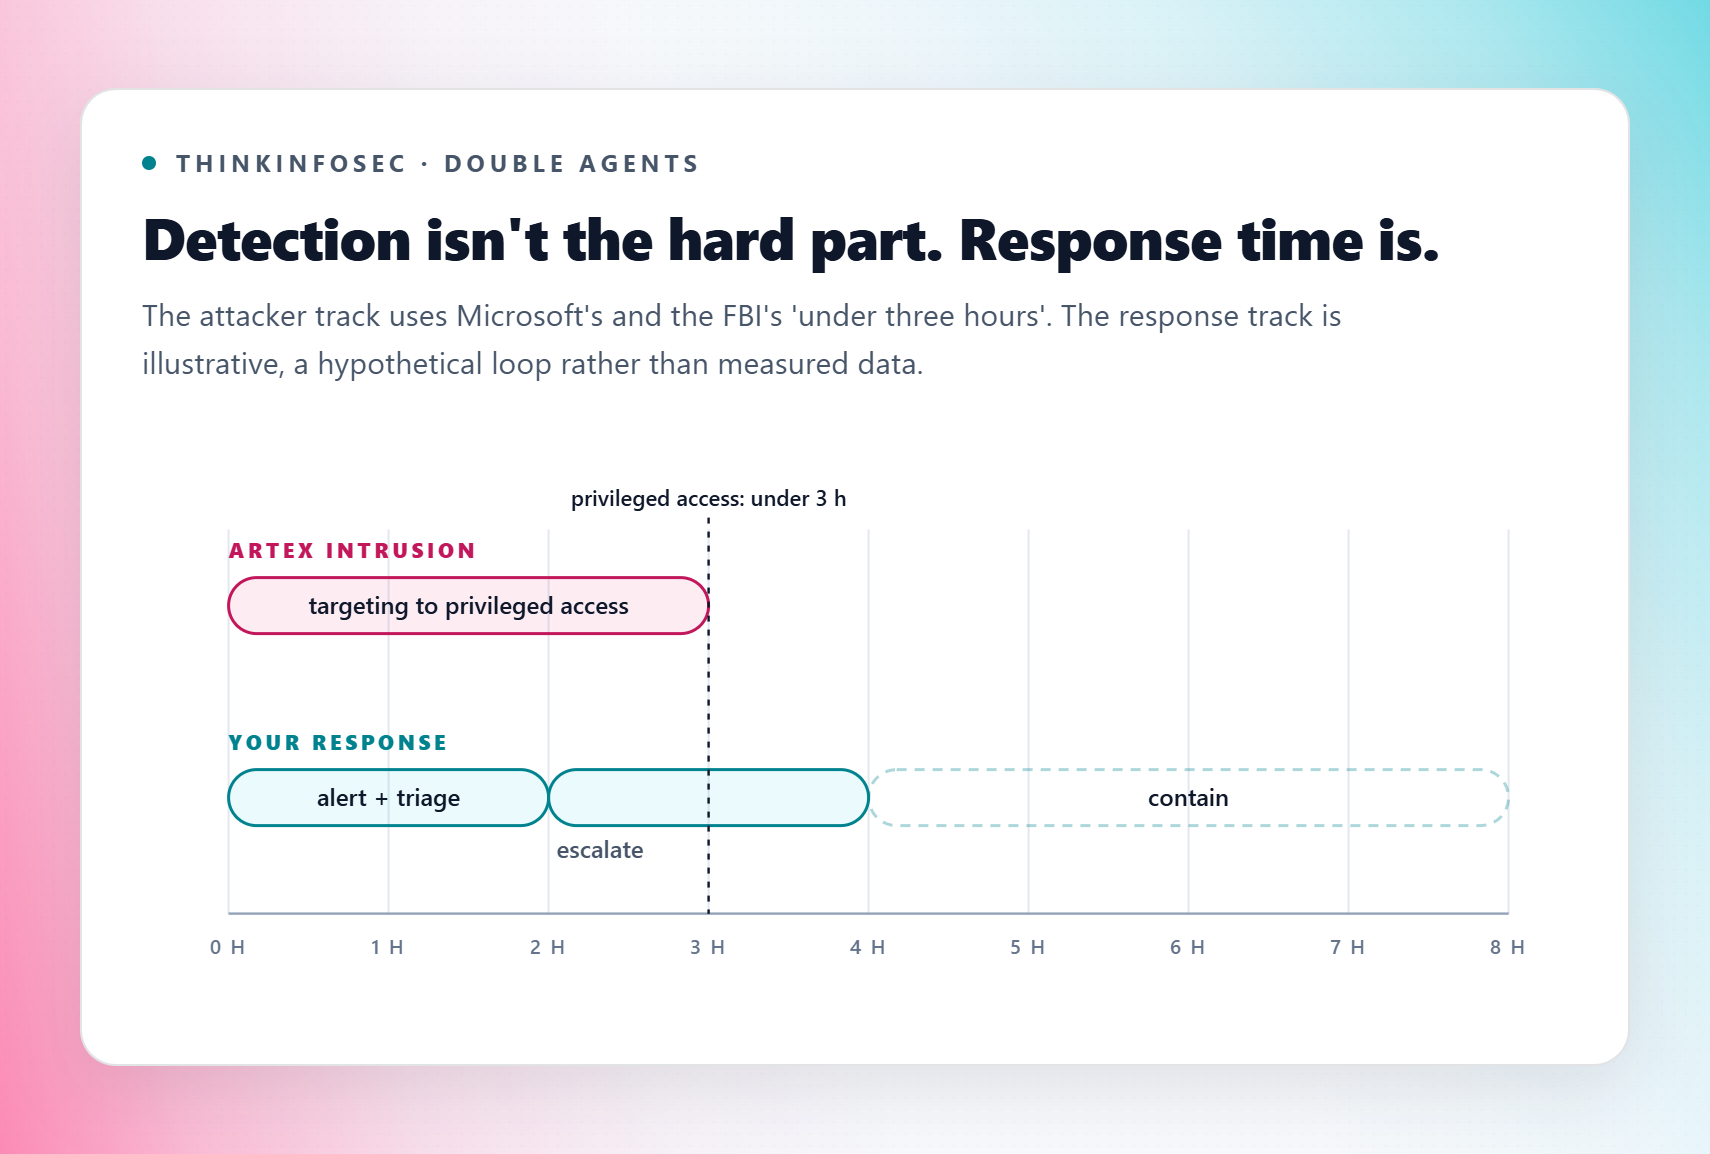 THINKINFOSEC · DOUBLE AGENTS
Detection isn't the hard part. Response time is.
The attacker track uses Microsoft's and the FBI's 'under three hours'. The response track is
illustrative, a hypothetical loop rather than measured data.
privileged access: under 3 h
ARTEX INTRUSION
targeting to privileged access
YOUR RESPONSE
alert + triage
contain
escalate
0 H 1 H 2 H 3 H 4 H 5 H 6 H 7 H 8 H